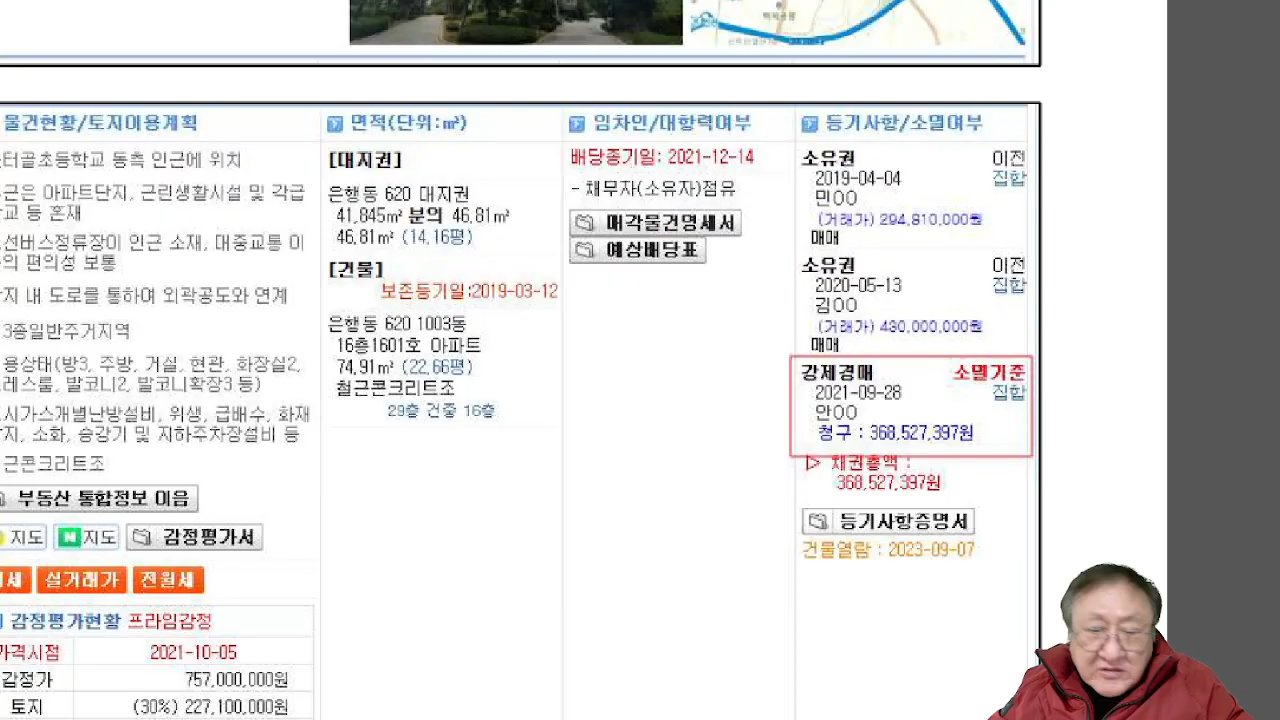 물건현황/토지이용계획
터골초등학교 동측 인근에 위치
근은 아파트단지, 근린생활시설 및 각급
교 등 혼재
선버스정류장이 인근 소재, 대중교통 이
의 편의성 보통
지 내 도로를 통하여 외곽공도와 연계
3종일반주거지역
용상태(방3, 주방, 거실, 현관, 화장실2,
레스룸, 발코니2, 발코니확장3 등)
시가스개별난방설비, 위생, 급배수, 화재
지, 소화, 승강기 및 지하주차장설비 등
근콘크리트조
부동산 통합정보 이음
지도 N 지도 감정평가서
세 실거래가 전월세
감정평가현황 프라임감정
가격시점 2021-10-05
감정가 757,000,000원
토지 (30%) 227,100,000원
면적(단위:㎡)
[대지권]
은행동 620 대지권
41,845㎡ 분의 46.81㎡
46.81㎡ (14.16평)
[건물]
보존등기일:2019-03-12
은행동 620 1003동
16층1601호 아파트
74.91㎡ (22.66평)
철근콘크리트조
29층 건중 16층
임차인/대항력여부
배당종기일: 2021-12-14
- 채무자(소유자)점유
매각물건명세서
예상배당표
등기사항/소멸여부
소유권 이전
2019-04-04 집합
민OO
(거래가) 294,810,000원
매매
소유권 이전
2020-05-13 집합
김OO
(거래가) 430,000,000원
매매
강제경매 소멸기준
2021-09-28 집합
안OO
청구 : 368,527,397원
▷ 채권총액 :
368,527,397원
등기사항증명서
건물열람 : 2023-09-07